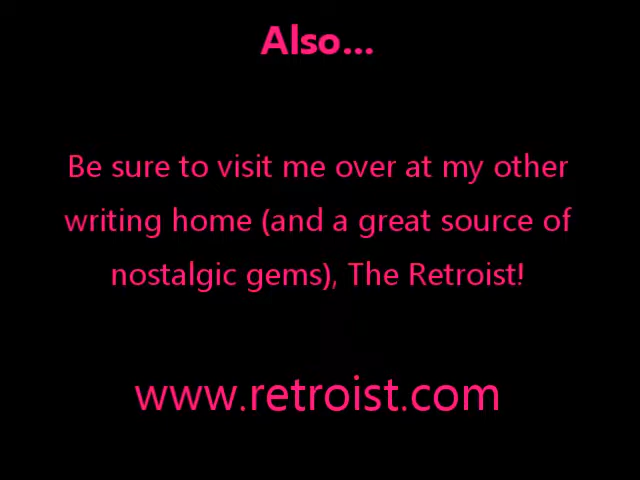 Also...
Be sure to visit me over at my other
writing home (and a great source of
nostalgic gems), The Retroist!
www.retroist.com